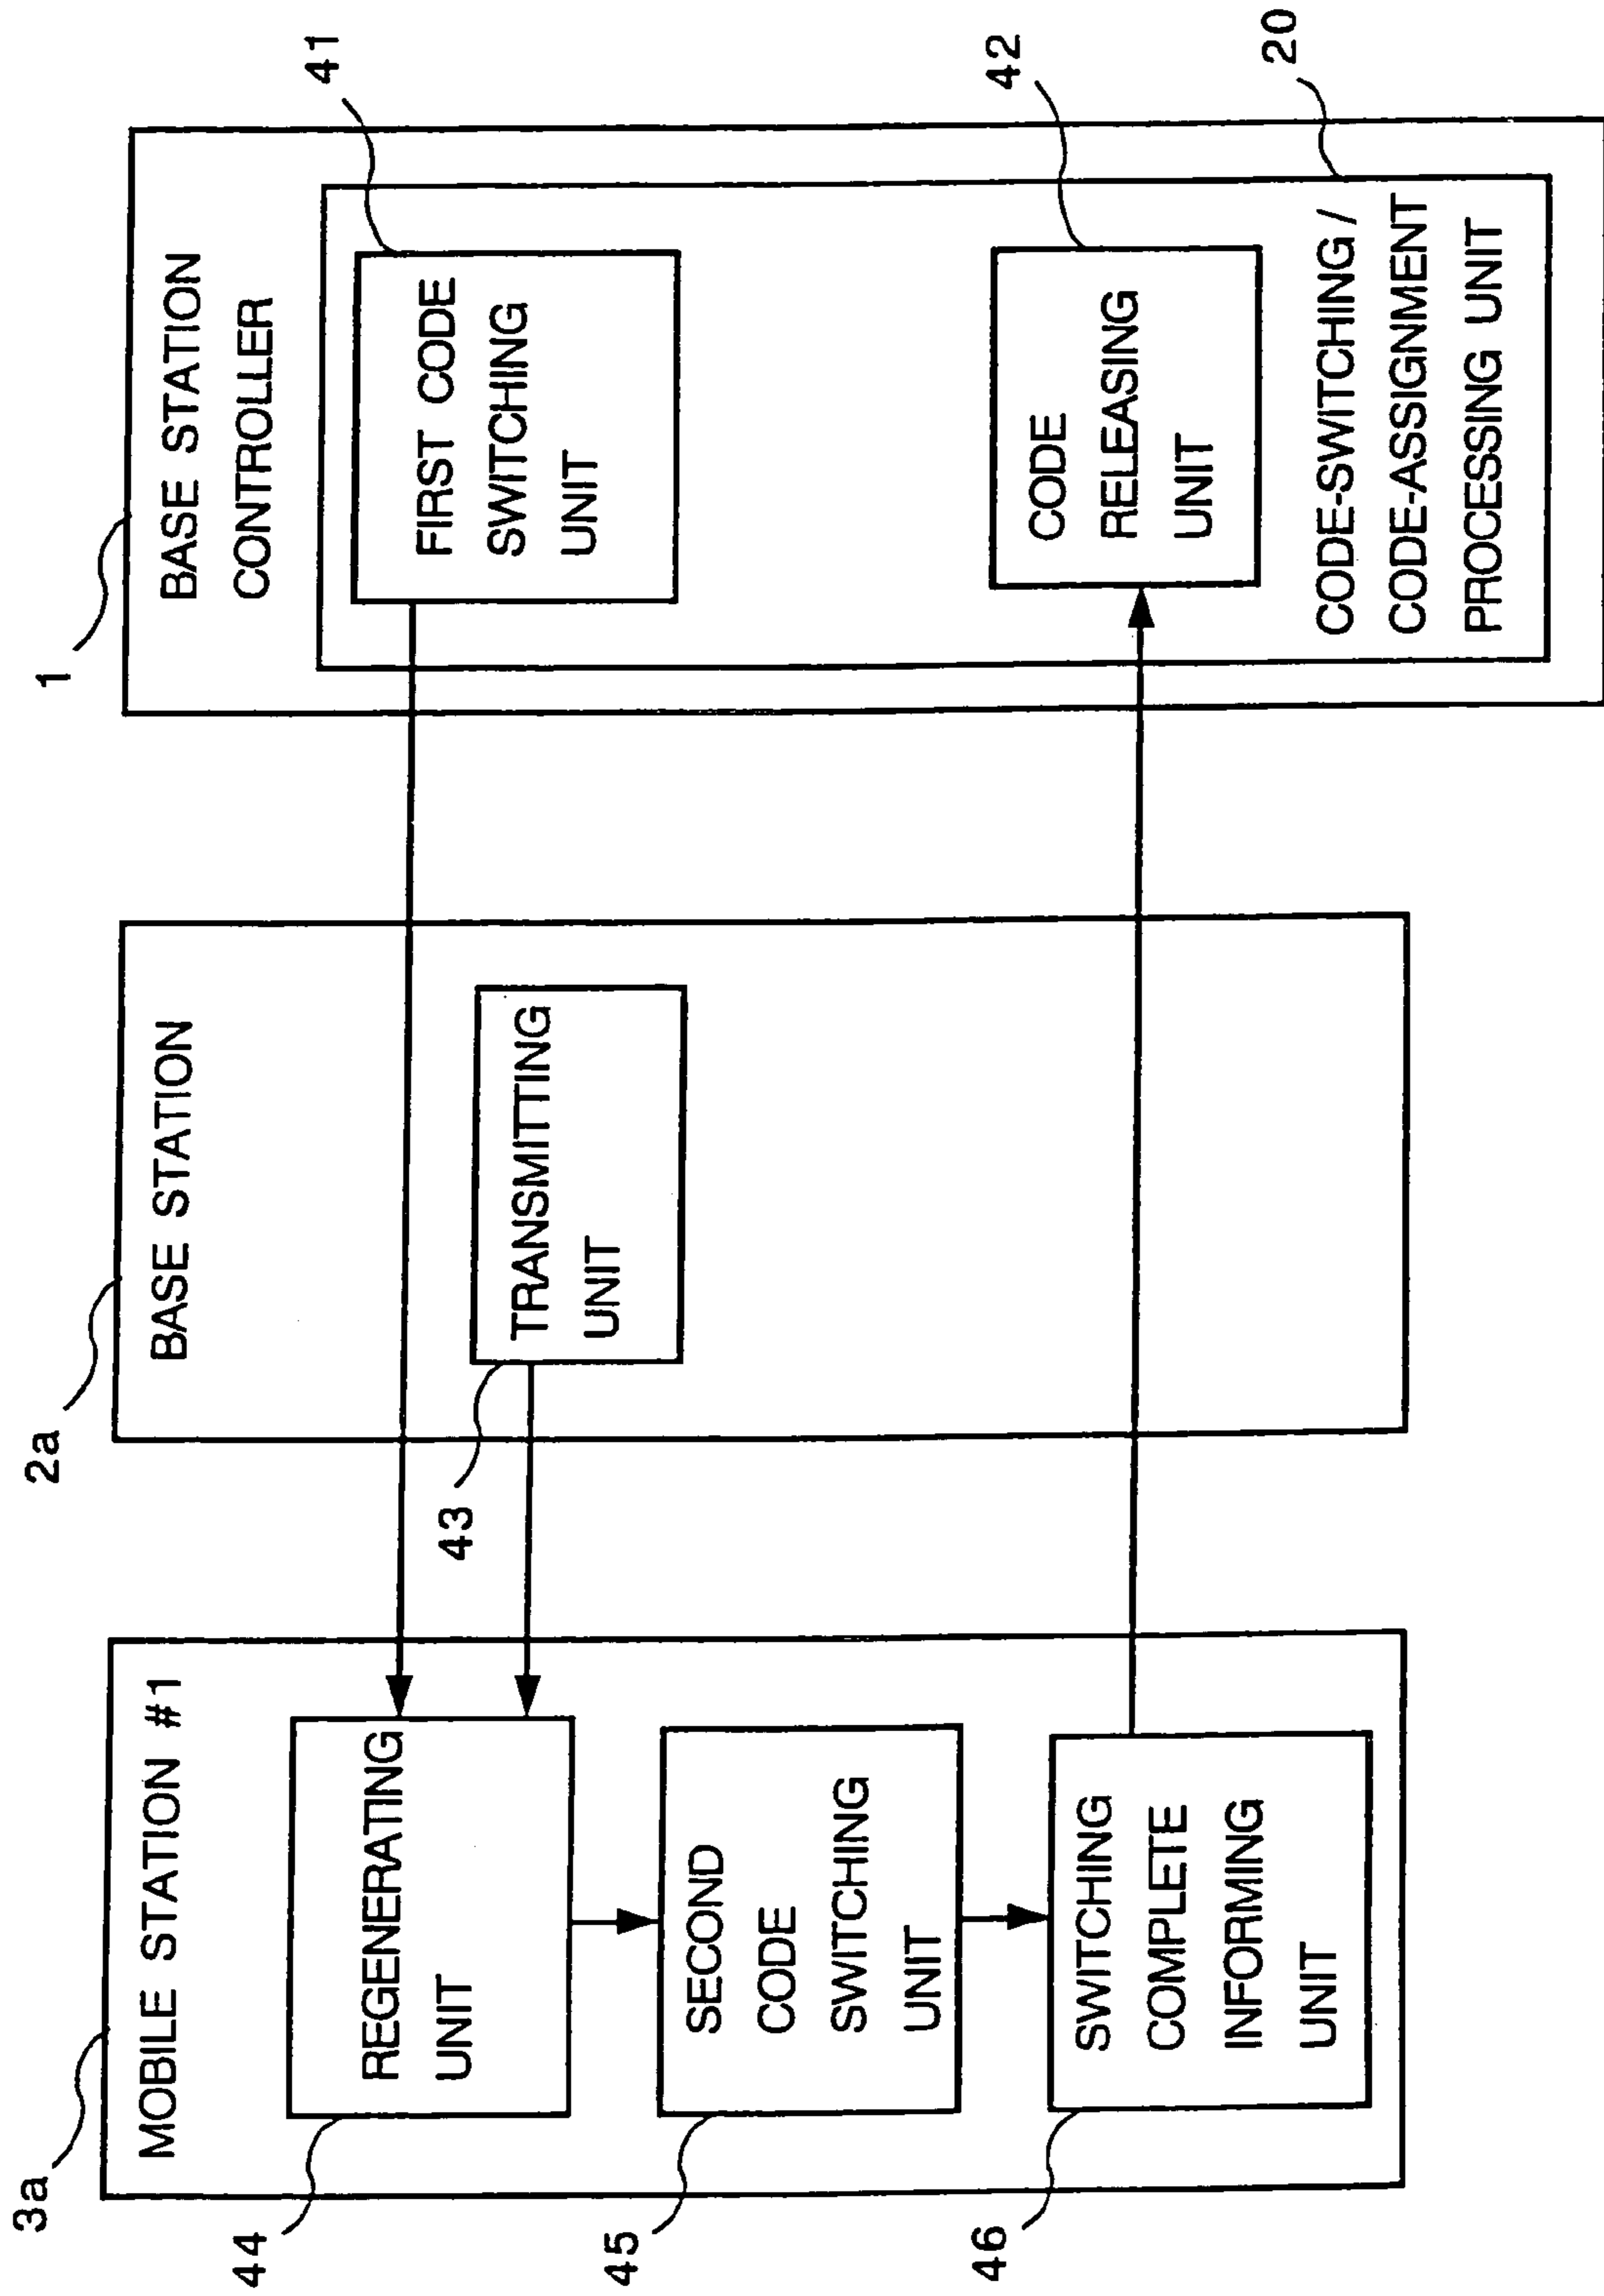 3a
MOBILE STATION #1
44
REGENERATING
UNIT
45
SECOND
CODE
SWITCHING
UNIT
46
SWITCHING
COMPLETE
INFORMING
UNIT
2a
BASE STATION
43
TRANSMITTING
UNIT
1
BASE STATION
CONTROLLER
41
FIRST CODE
SWITCHING
UNIT
42
CODE
RELEASING
UNIT
20
CODE-SWITCHING /
CODE-ASSIGNMENT
PROCESSING UNIT